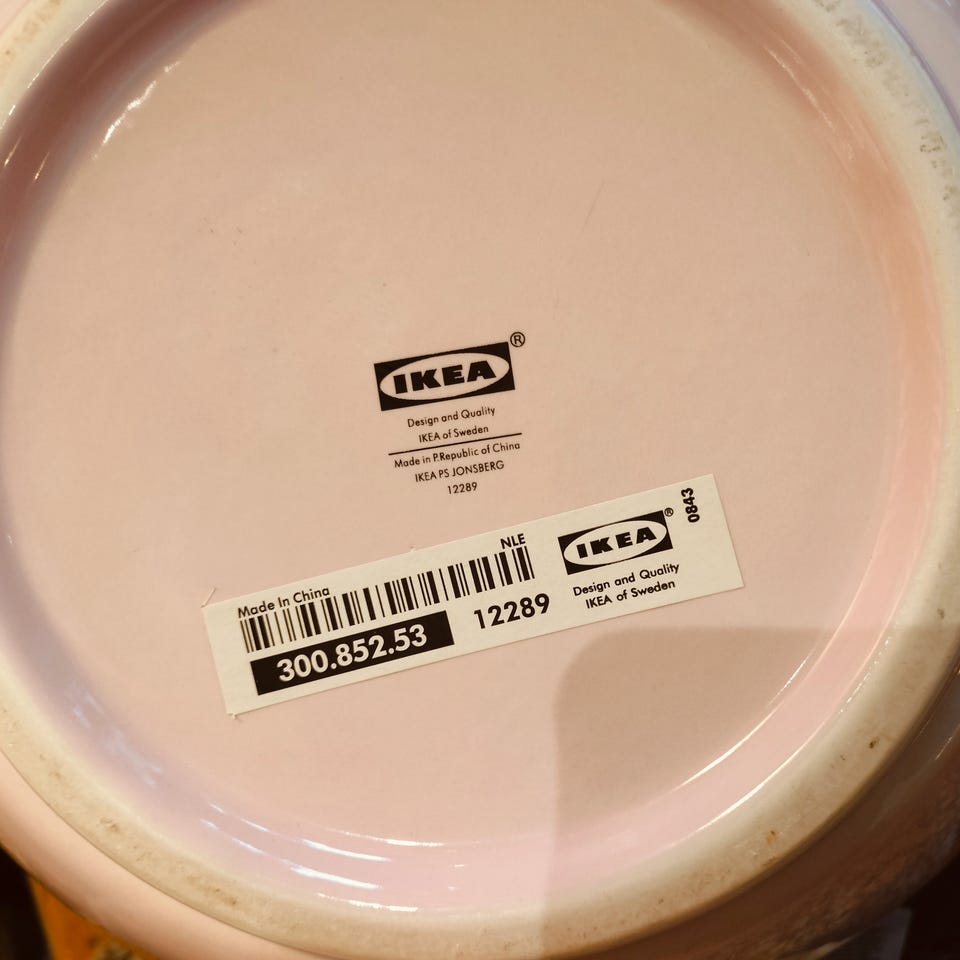 IKEA®
Design and Quality
IKEA of Sweden
Made in P.Republic of China
IKEA PS JONSBERG
12289
Made In China
NLE
300.852.53
12289
IKEA®
Design and Quality
IKEA of Sweden
0843